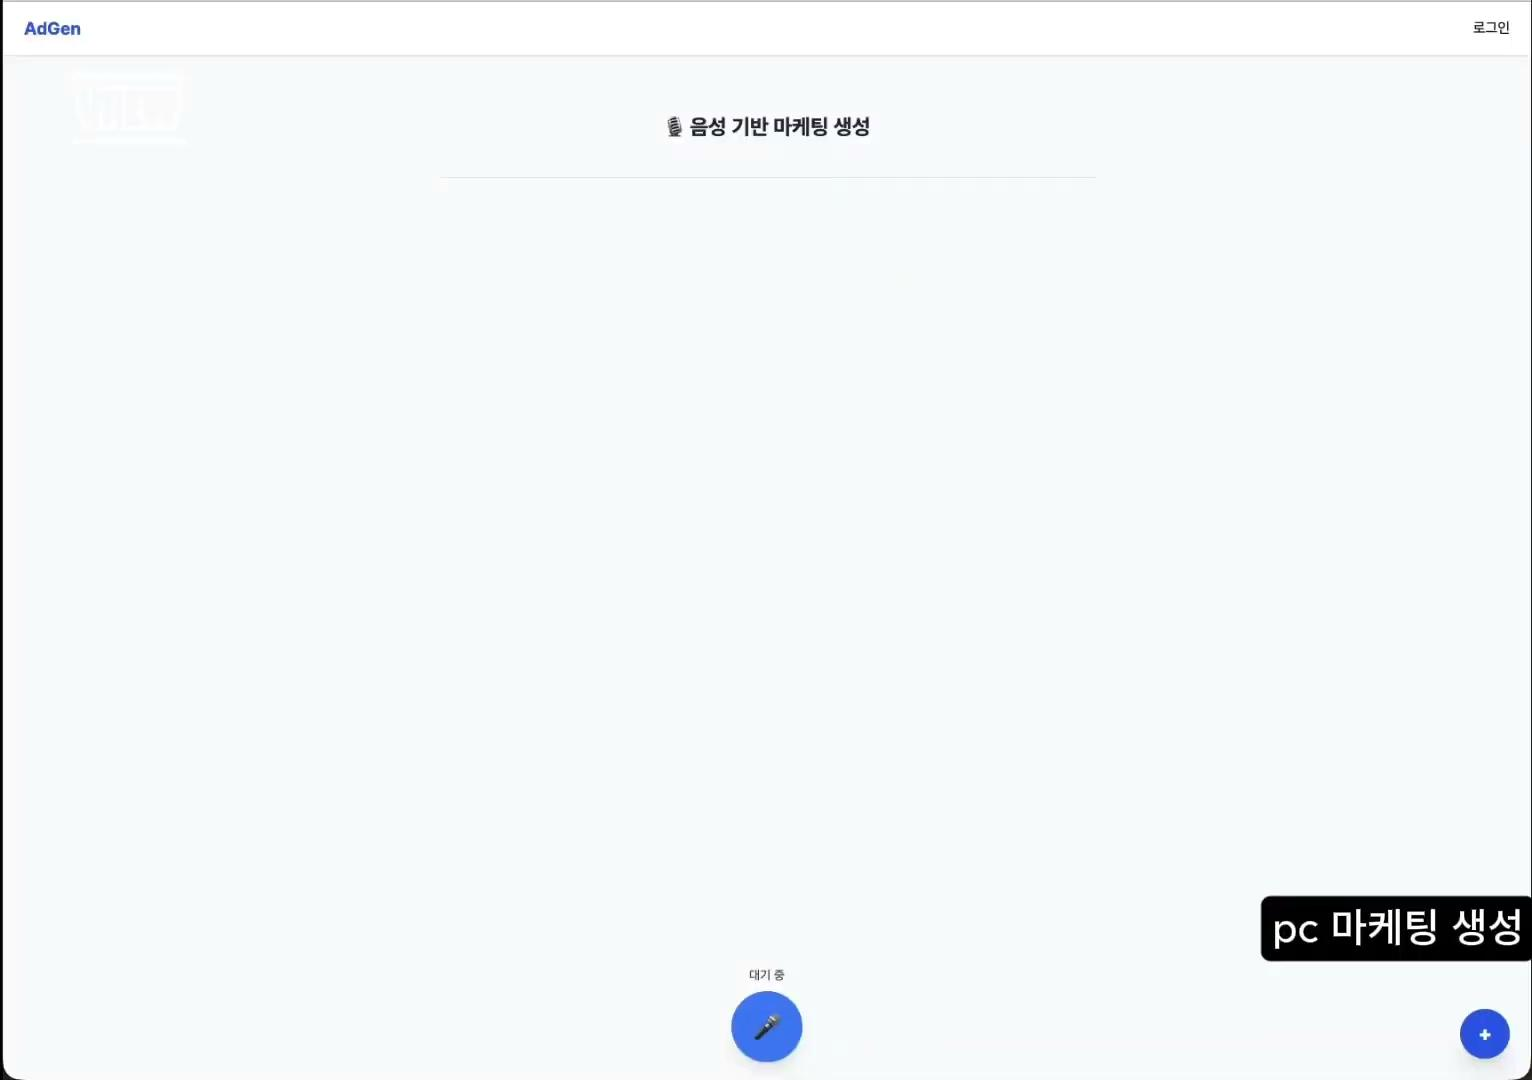 AdGen
로그인
음성 기반 마케팅 생성
pc 마케팅 생성
대기 중
+